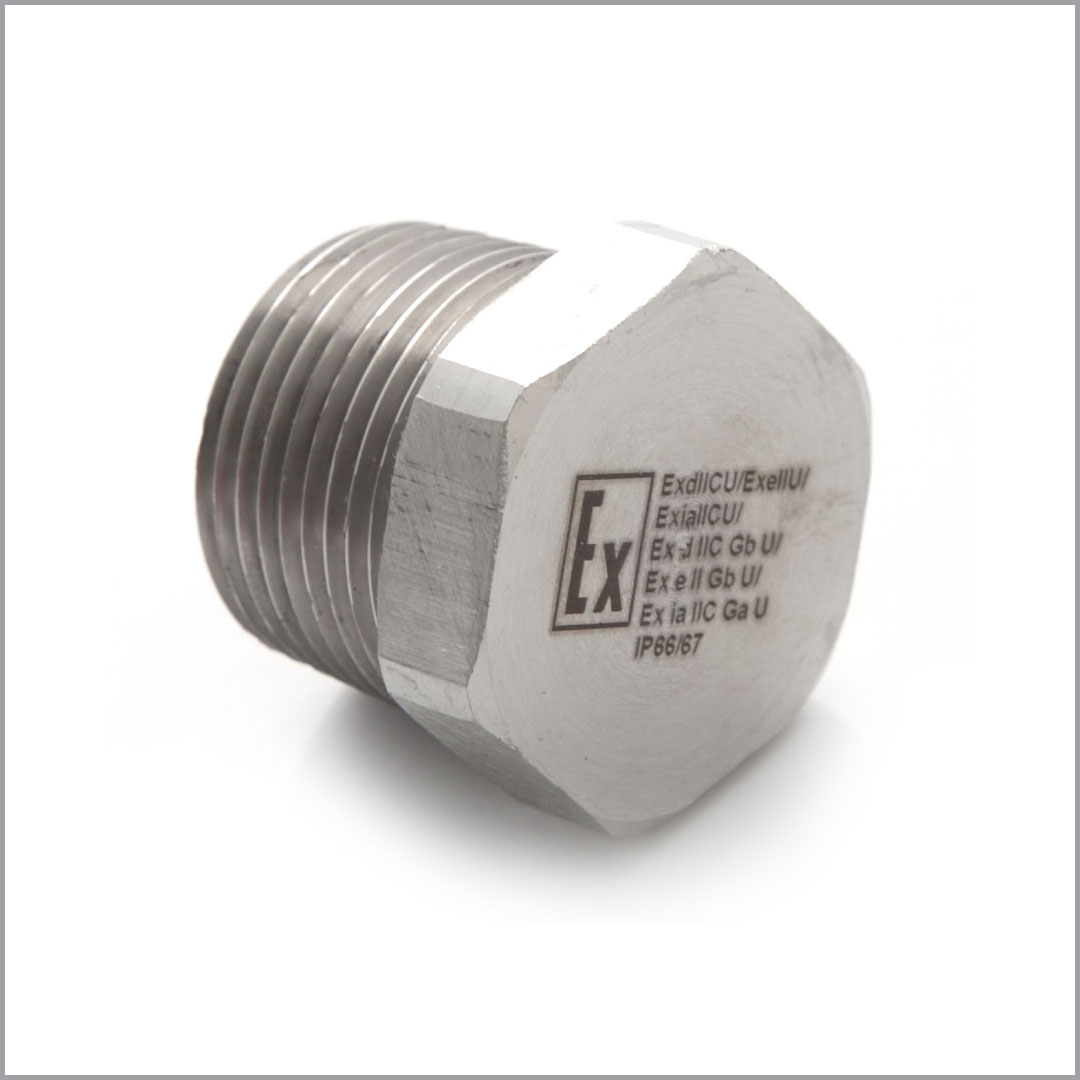 Ex
ExdIICU/ExeIIU/
ExiaIICU/
Ex d IIC Gb U/
Ex e II Gb U/
Ex ia IIC Ga U
IP66/67